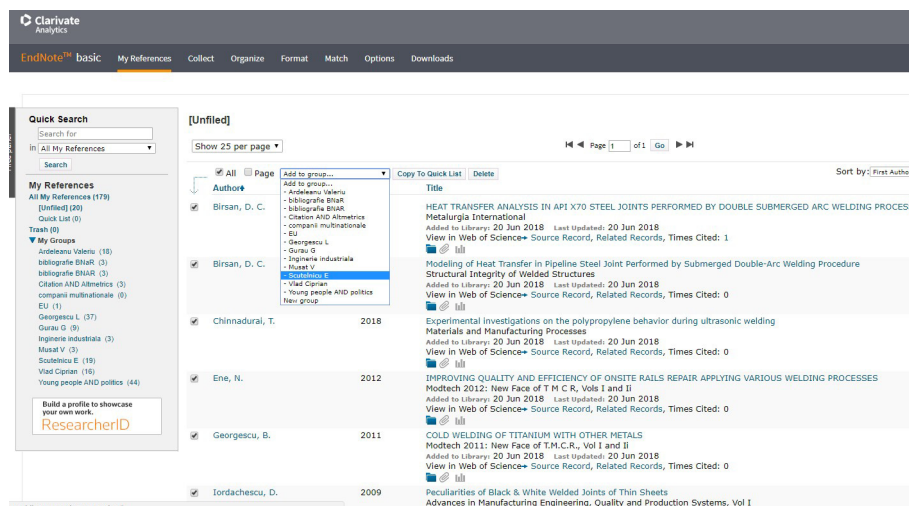 Clarivate
Analytics
EndNote™ basic My References Collect Organize Format Match Options Downloads
Quick Search
Search for
in All My References
Search
My References
All My References (179)
[Unfiled] (20)
Quick List (0)
Trash (0)
▼ My Groups
Ardeleanu Valeriu (18)
bibliografie BNaR (3)
bibliografie BNAR (3)
Citation AND Altmetrics (3)
companii multinationale (0)
EU (1)
Georgescu L (37)
Gurau G (9)
Inginerie industriala (3)
Musat V (3)
Scutelnicu E (19)
Vlad Ciprian (16)
Young people AND politics (44)
Build a profile to showcase
your own work.
ResearcherID
[Unfiled]
Show 25 per page
Page 1 of 1 Go
All Page Add to group... Copy To Quick List Delete
Sort by: First Autho
Add to group...
- Ardeleanu Valeriu
- bibliografie BNaR
- bibliografie BNAR
- Citation AND Altmetrics
- companii multinationale
- EU
- Georgescu L
- Gurau G
- Inginerie industriala
- Musat V
- Scutelnicu E
- Vlad Ciprian
- Young people AND politics
New group
Author Title
Birsan, D. C. HEAT TRANSFER ANALYSIS IN API X70 STEEL JOINTS PERFORMED BY DOUBLE SUBMERGED ARC WELDING PROCES
Metalurgia International
Added to Library: 20 Jun 2018 Last Updated: 20 Jun 2018
View in Web of Science→ Source Record, Related Records, Times Cited: 1
Birsan, D. C. Modeling of Heat Transfer in Pipeline Steel Joint Performed by Submerged Double-Arc Welding Procedure
Structural Integrity of Welded Structures
Added to Library: 20 Jun 2018 Last Updated: 20 Jun 2018
View in Web of Science→ Source Record, Related Records, Times Cited: 0
Chinnadurai, T. 2018 Experimental investigations on the polypropylene behavior during ultrasonic welding
Materials and Manufacturing Processes
Added to Library: 20 Jun 2018 Last Updated: 20 Jun 2018
View in Web of Science→ Source Record, Related Records, Times Cited: 0
Ene, N. 2012 IMPROVING QUALITY AND EFFICIENCY OF ONSITE RAILS REPAIR APPLYING VARIOUS WELDING PROCESSES
Modtech 2012: New Face of T M C R, Vols I and Ii
Added to Library: 20 Jun 2018 Last Updated: 20 Jun 2018
View in Web of Science→ Source Record, Related Records, Times Cited: 0
Georgescu, B. 2011 COLD WELDING OF TITANIUM WITH OTHER METALS
Modtech 2011: New Face of T.M.C.R., Vol I and Ii
Added to Library: 20 Jun 2018 Last Updated: 20 Jun 2018
View in Web of Science→ Source Record, Related Records, Times Cited: 0
Iordachescu, D. 2009 Peculiarities of Black & White Welded Joints of Thin Sheets
Advances in Manufacturing Engineering, Quality and Production Systems, Vol I